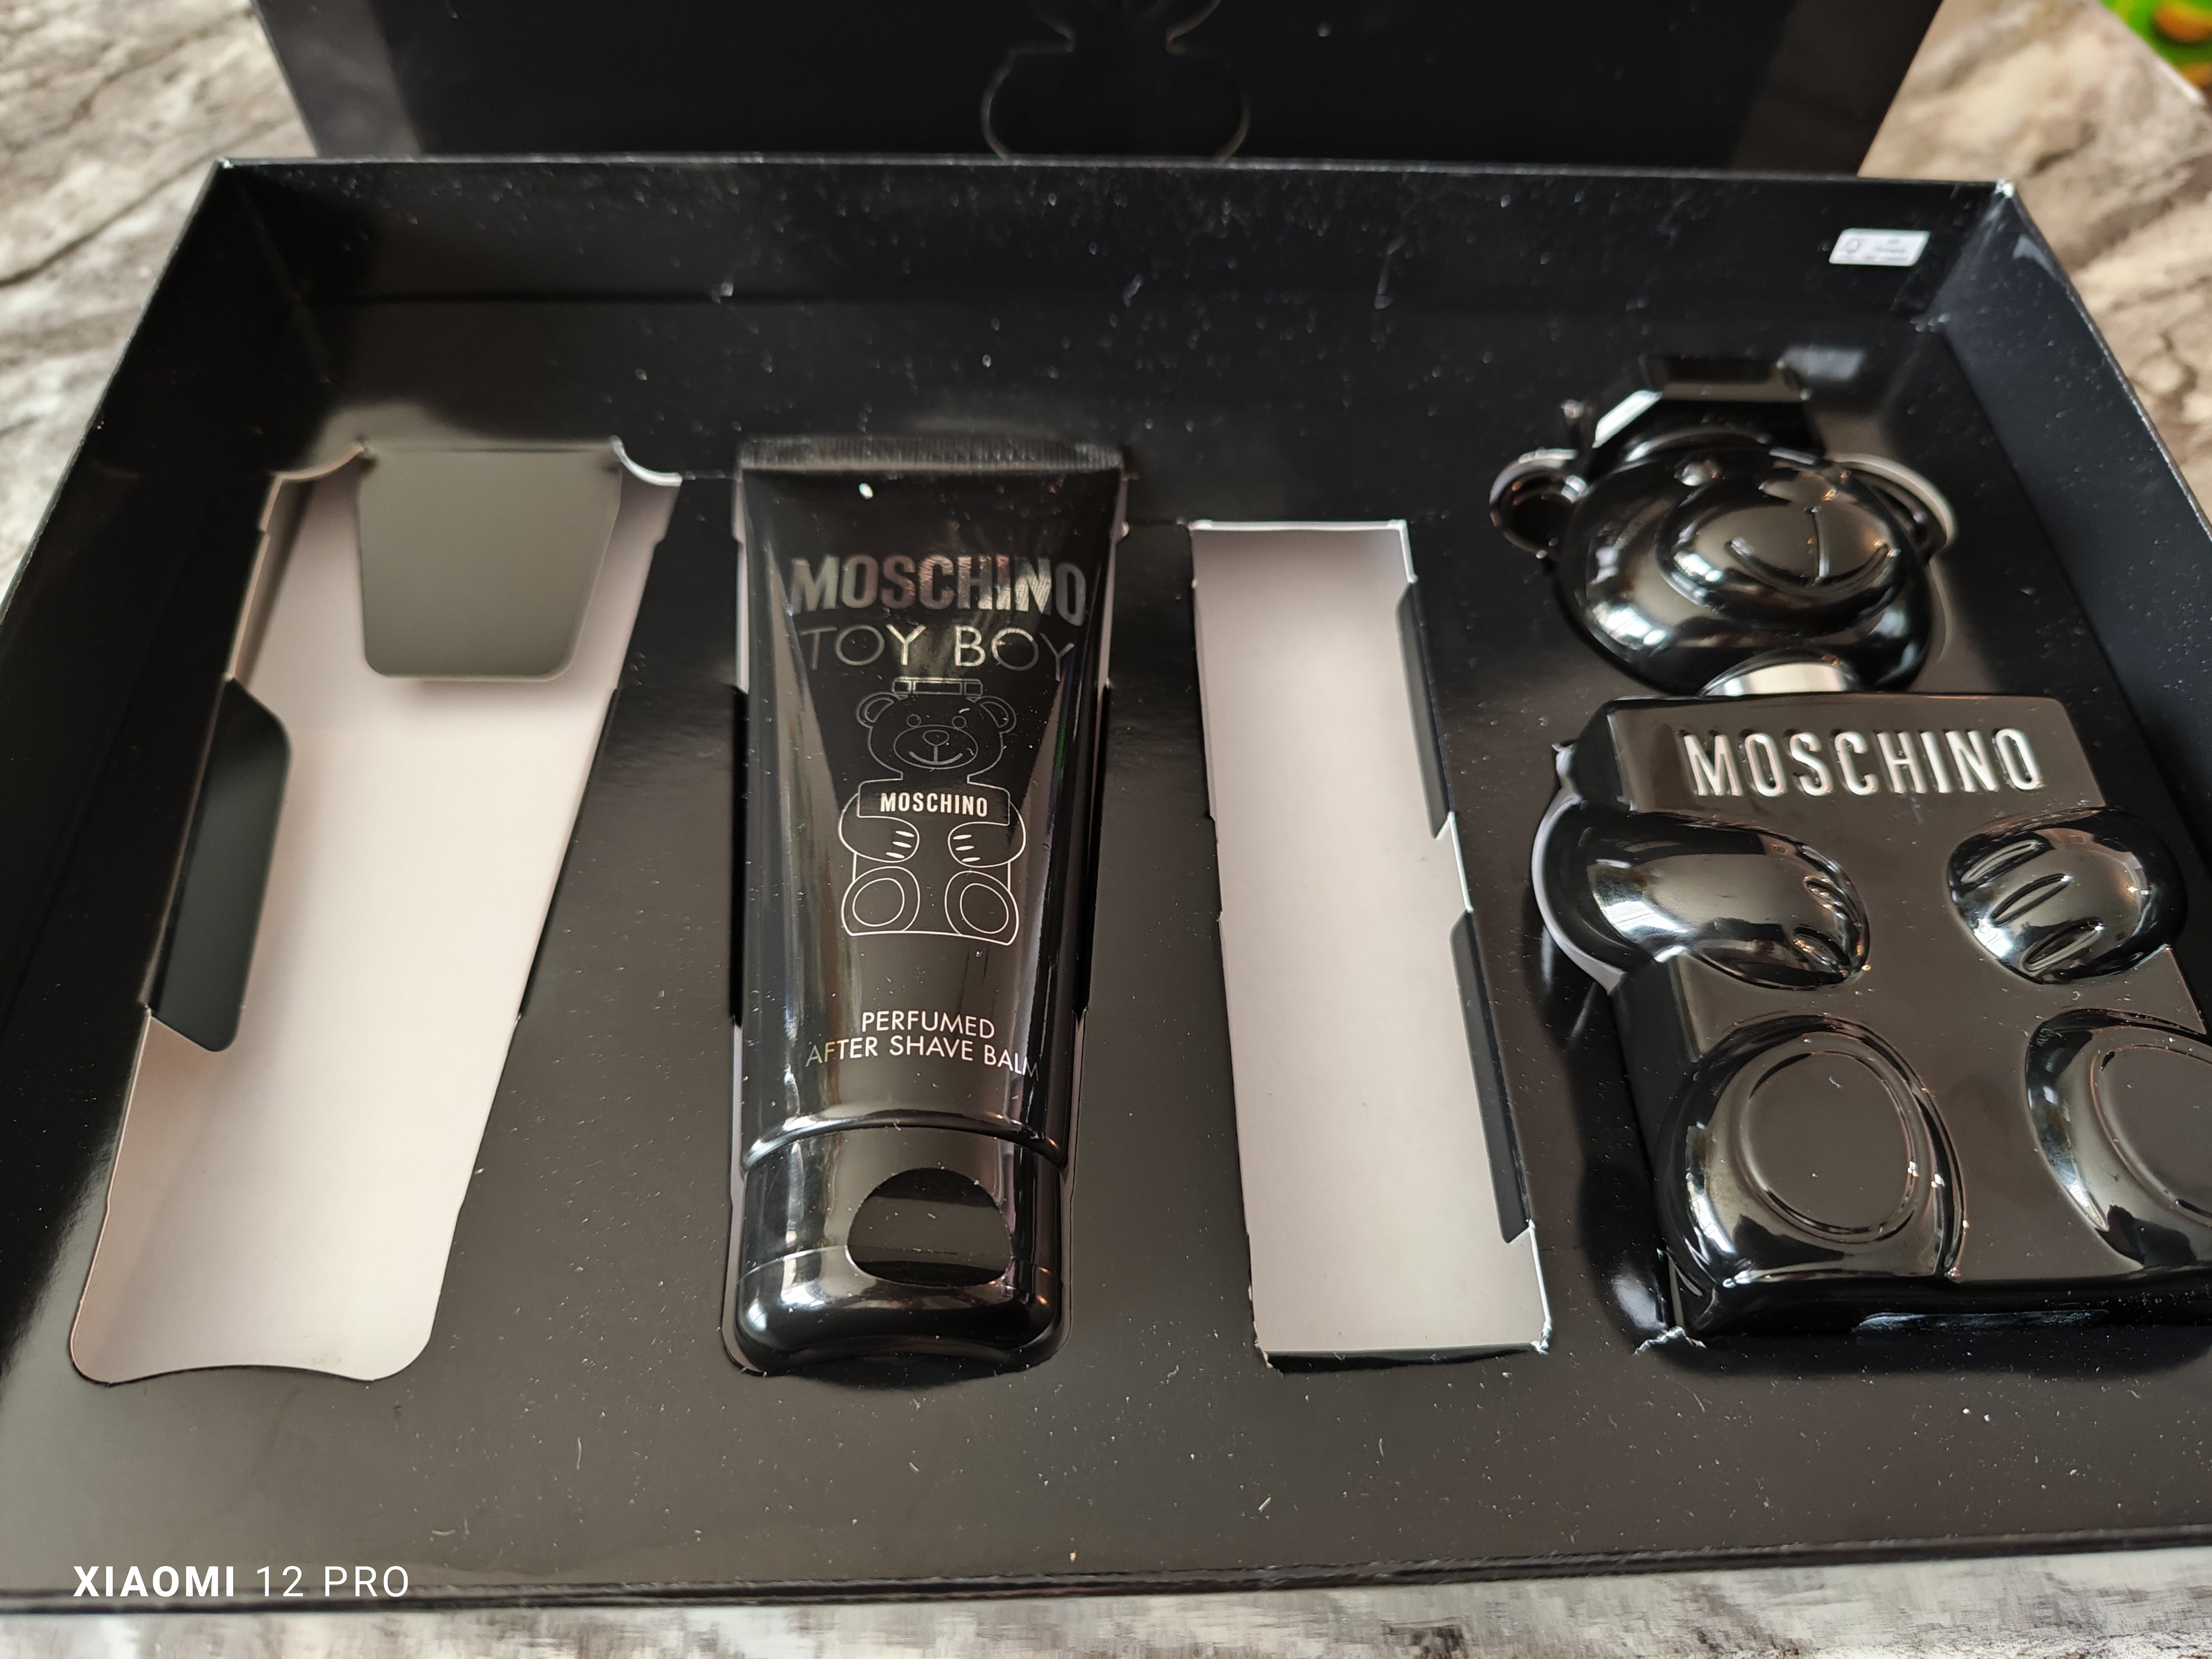 MOSCHINO
TOY BOY
MOSCHINO
PERFUMED
AFTER SHAVE BALM
MOSCHINO
XIAOMI 12 PRO